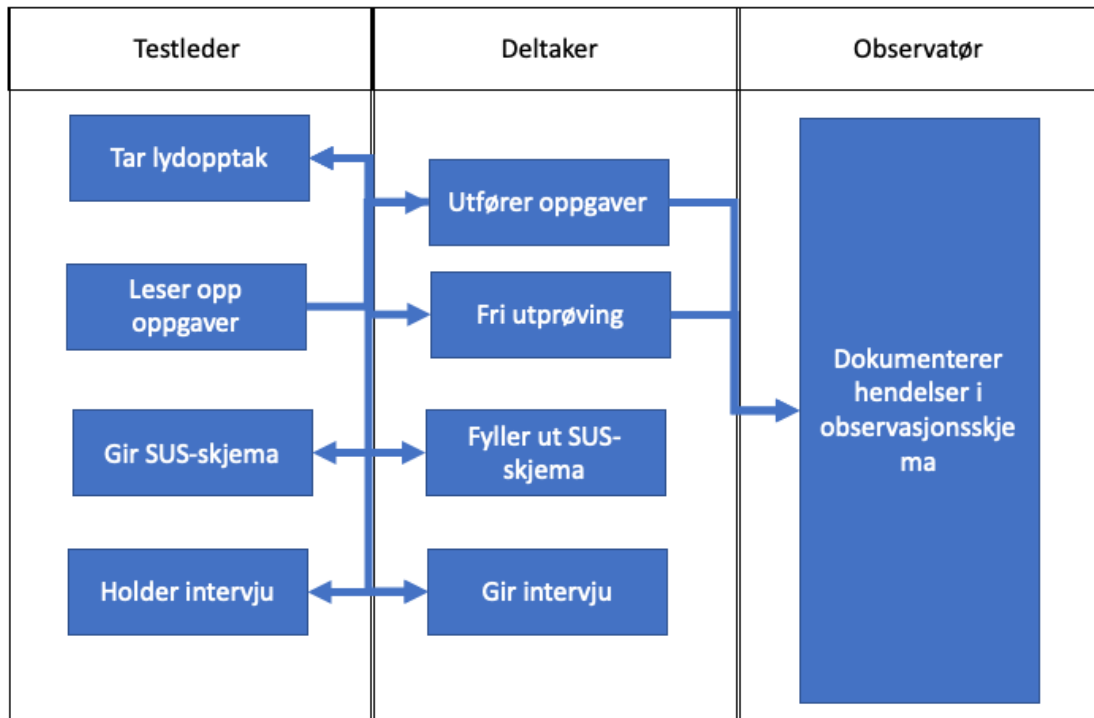 Testleder
Deltaker
Observatør
Tar lydopptak
Leser opp
oppgaver
Gir SUS-skjema
Holder intervju
Utfører oppgaver
Fri utprøving
Fyller ut SUS-
skjema
Gir intervju
Dokumenterer
hendelser i
observasjonsskje
ma